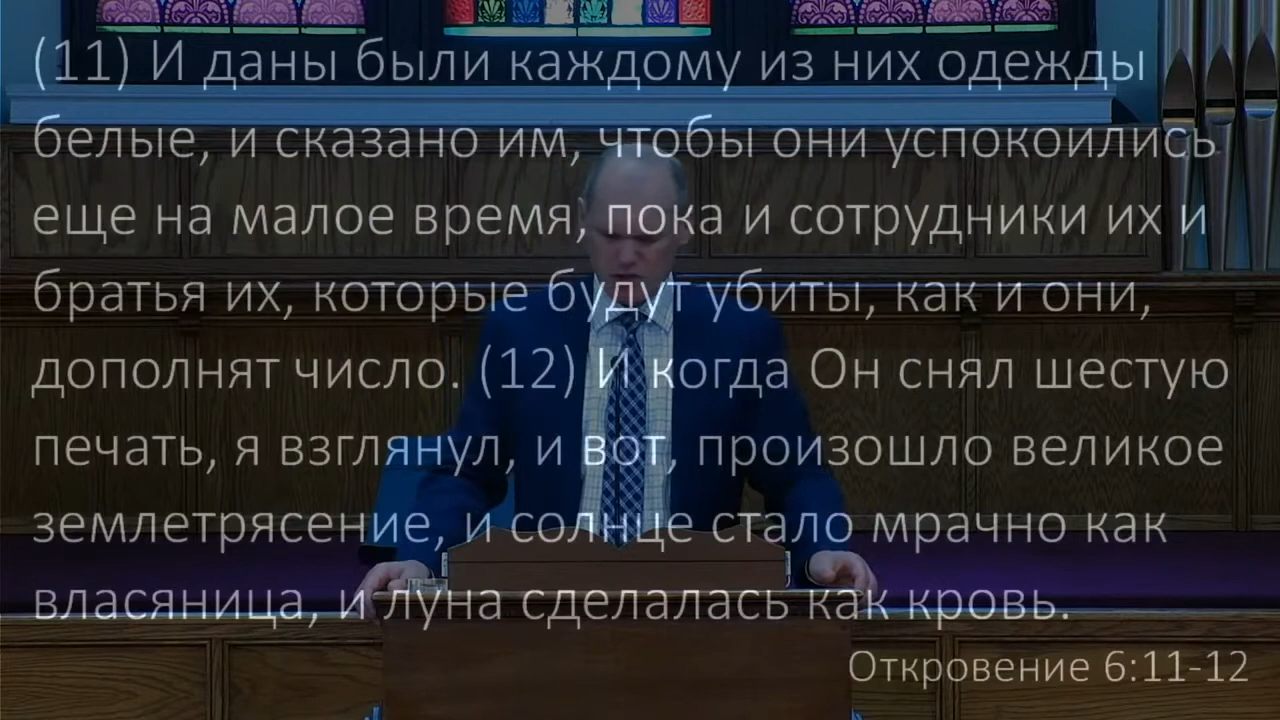 (11) И даны были каждому из них одежды
белые, и сказано им, чтобы они успокоились
еще на малое время, пока и сотрудники их и
братья их, которые будут убиты, как и они,
дополнят число. (12) И когда Он снял шестую
печать, я взглянул, и вот, произошло великое
землетрясение, и солнце стало мрачно как
власяница, и луна сделалась как кровь.
Откровение 6:11-12